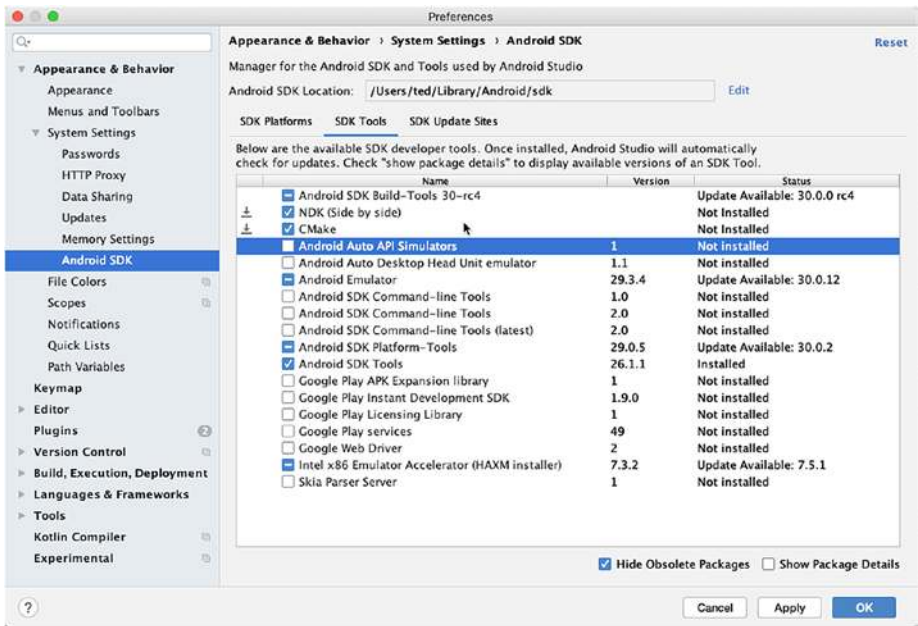 Preferences
Appearance & Behavior › System Settings › Android SDK
Reset
Appearance & Behavior
Appearance
Menus and Toolbars
System Settings
Passwords
HTTP Proxy
Data Sharing
Updates
Memory Settings
Android SDK
File Colors
Scopes
Notifications
Quick Lists
Path Variables
Keymap
Editor
Plugins 2
Version Control
Build, Execution, Deployment
Languages & Frameworks
Tools
Kotlin Compiler
Experimental
Manager for the Android SDK and Tools used by Android Studio
Android SDK Location: /Users/ted/Library/Android/sdk Edit
SDK Platforms SDK Tools SDK Update Sites
Below are the available SDK developer tools. Once installed, Android Studio will automatically
check for updates. Check "show package details" to display available versions of an SDK Tool.
Name Version Status
Android SDK Build-Tools 30-rc4 Update Available: 30.0.0 rc4
NDK (Side by side) Not Installed
CMake Not Installed
Android Auto API Simulators 1 Not installed
Android Auto Desktop Head Unit emulator 1.1 Not installed
Android Emulator 29.3.4 Update Available: 30.0.12
Android SDK Command-line Tools 1.0 Not installed
Android SDK Command-line Tools 2.0 Not installed
Android SDK Command-line Tools (latest) 2.0 Not installed
Android SDK Platform-Tools 29.0.5 Update Available: 30.0.2
Android SDK Tools 26.1.1 Installed
Google Play APK Expansion library 1 Not installed
Google Play Instant Development SDK 1.9.0 Not installed
Google Play Licensing Library 1 Not installed
Google Play services 49 Not installed
Google Web Driver 2 Not installed
Intel x86 Emulator Accelerator (HAXM installer) 7.3.2 Update Available: 7.5.1
Skia Parser Server 1 Not installed
Hide Obsolete Packages Show Package Details
? Cancel Apply OK